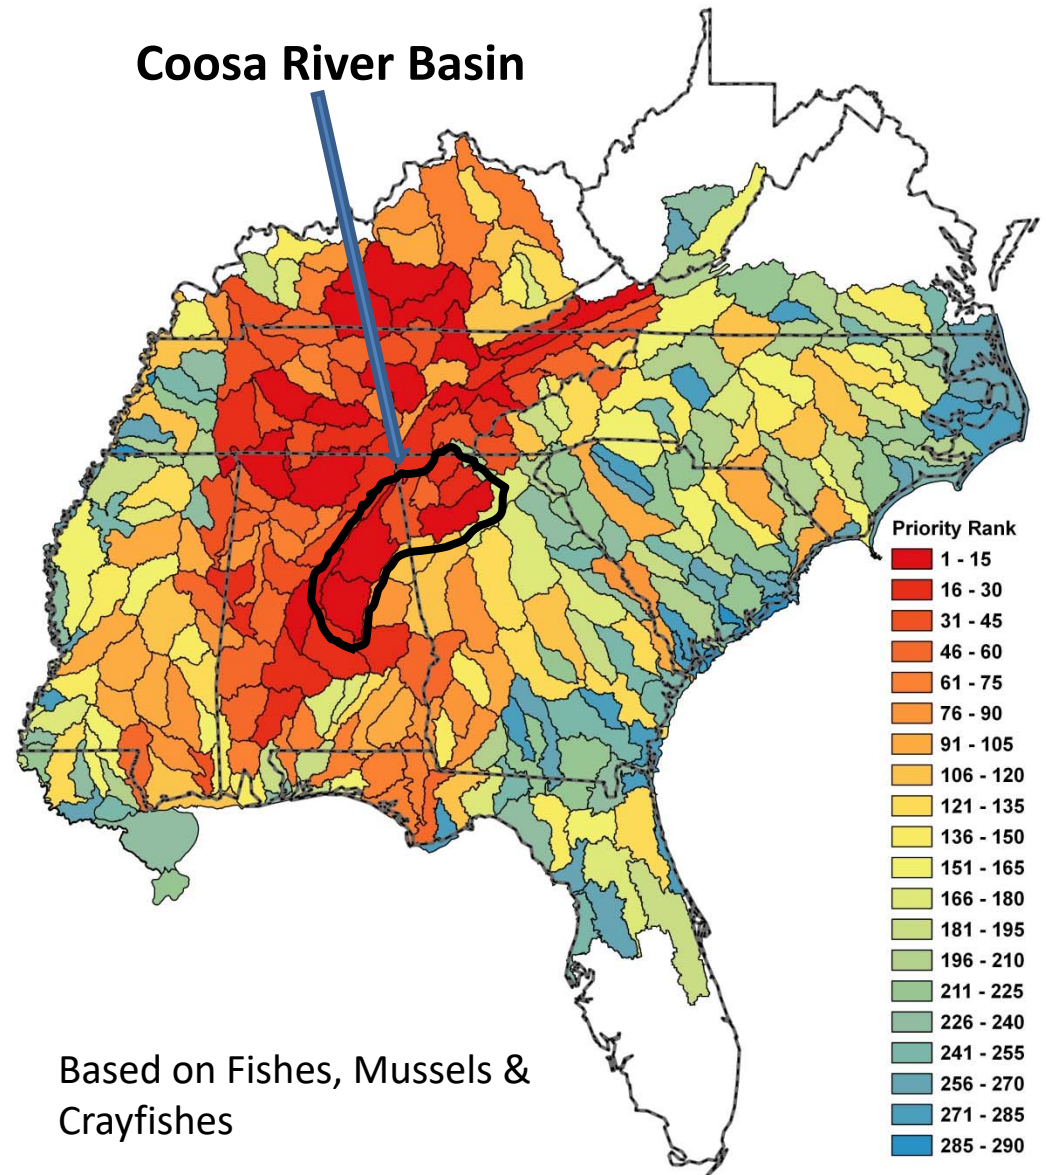 Coosa River Basin
Priority Rank
1 - 15
16 - 30
31 - 45
46 - 60
61 - 75
76 - 90
91 - 105
106 - 120
121 - 135
136 - 150
151 - 165
166 - 180
181 - 195
196 - 210
211 - 225
226 - 240
241 - 255
256 - 270
271 - 285
285 - 290
Based on Fishes, Mussels &
Crayfishes